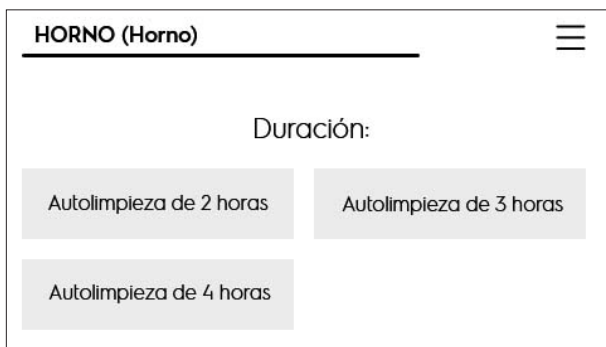 HORNO (Horno)
Duración:
Autolimpieza de 2 horas
Autolimpieza de 3 horas
Autolimpieza de 4 horas